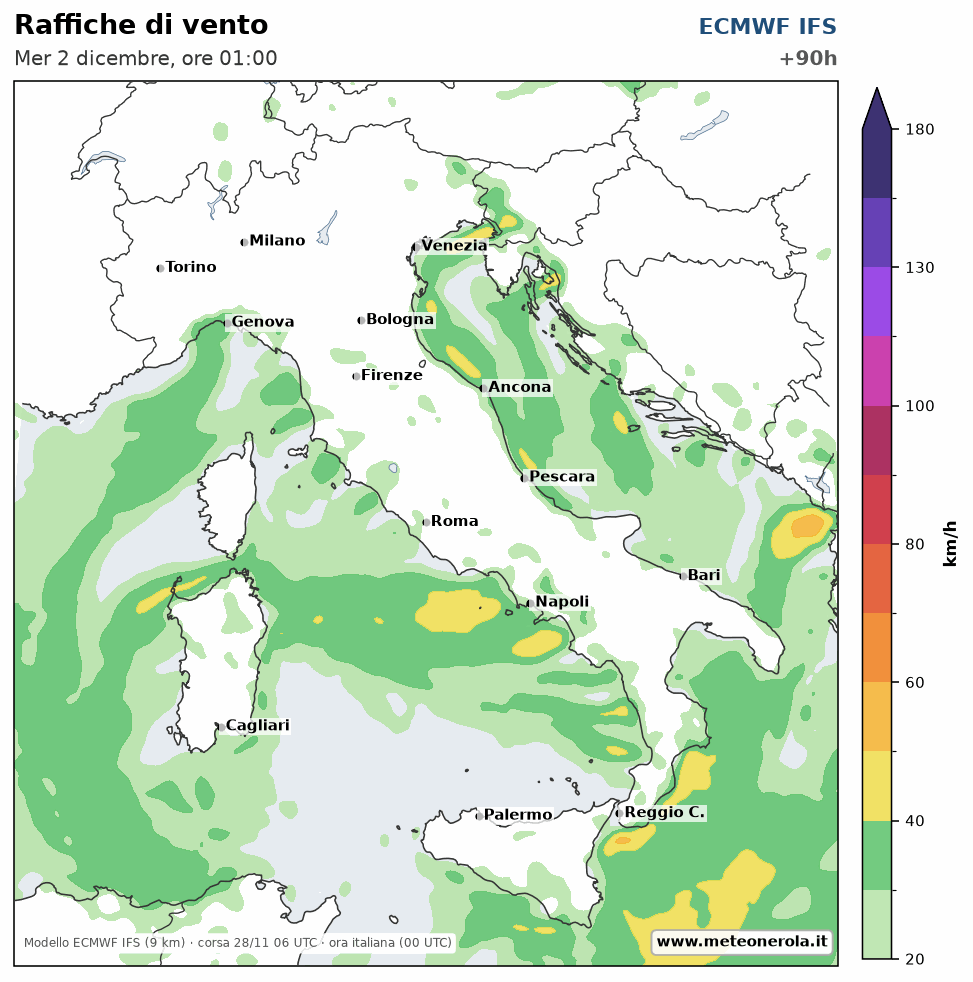 Raffiche di vento
ECMWF IFS
Mer 2 dicembre, ore 01:00
+90h
Milano
Torino
Venezia
Genova
Bologna
Firenze
Ancona
Pescara
Roma
Bari
Napoli
Cagliari
Palermo
Reggio C.
180
130
100
80
60
40
20
km/h
Modello ECMWF IFS (9 km) · corsa 28/11 06 UTC · ora italiana (00 UTC)
www.meteonerola.it